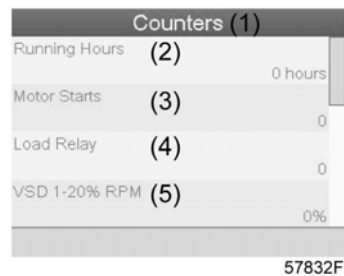 Counters (1)
Running Hours (2)
0 hours
Motor Starts (3)
0
Load Relay (4)
0
VSD 1-20% RPM (5)
0%
57832F